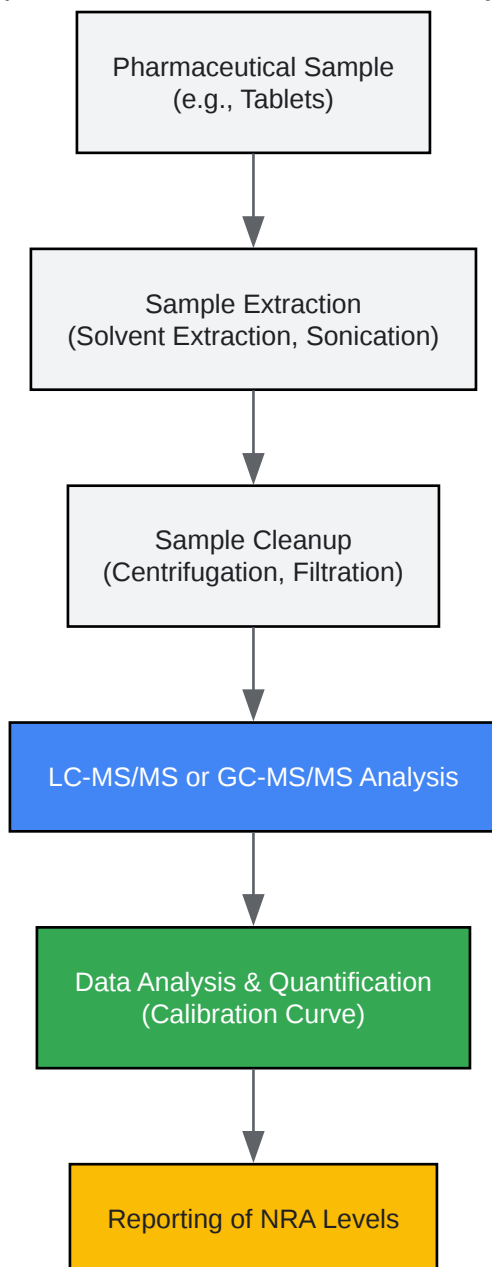 Pharmaceutical Sample
(e.g., Tablets)
Sample Extraction
(Solvent Extraction, Sonication)
Sample Cleanup
(Centrifugation, Filtration)
LC-MS/MS or GC-MS/MS Analysis
Data Analysis & Quantification
(Calibration Curve)
Reporting of NRA Levels